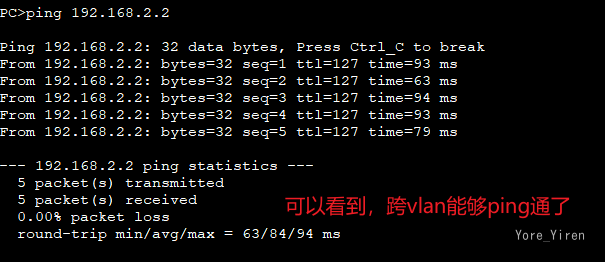 PC>ping 192.168.2.2
Ping 192.168.2.2: 32 data bytes, Press Ctrl_C to break
From 192.168.2.2: bytes=32 seq=1 ttl=127 time=93 ms
From 192.168.2.2: bytes=32 seq=2 ttl=127 time=63 ms
From 192.168.2.2: bytes=32 seq=3 ttl=127 time=94 ms
From 192.168.2.2: bytes=32 seq=4 ttl=127 time=93 ms
From 192.168.2.2: bytes=32 seq=5 ttl=127 time=79 ms
--- 192.168.2.2 ping statistics ---
5 packet(s) transmitted
5 packet(s) received
0.00% packet loss
可以看到，跨vlan能够ping通了
round-trip min/avg/max = 63/84/94 ms
Yore_Yiren